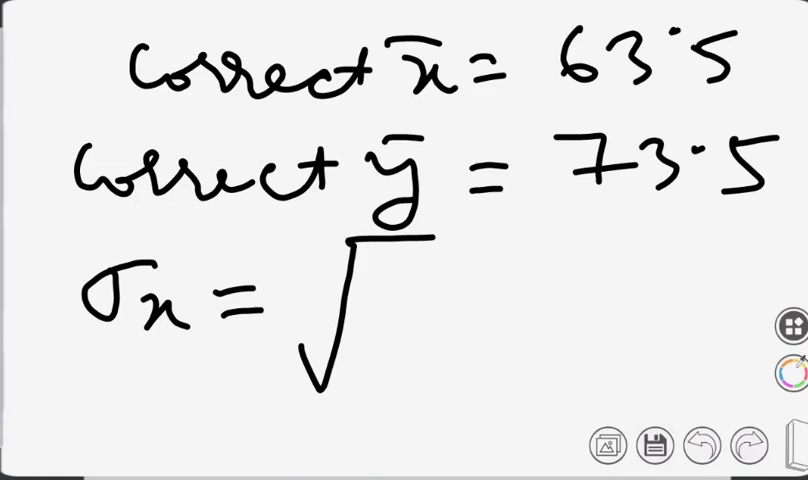 correct x̄ = 63.5
correct ȳ = 73.5
σx = √